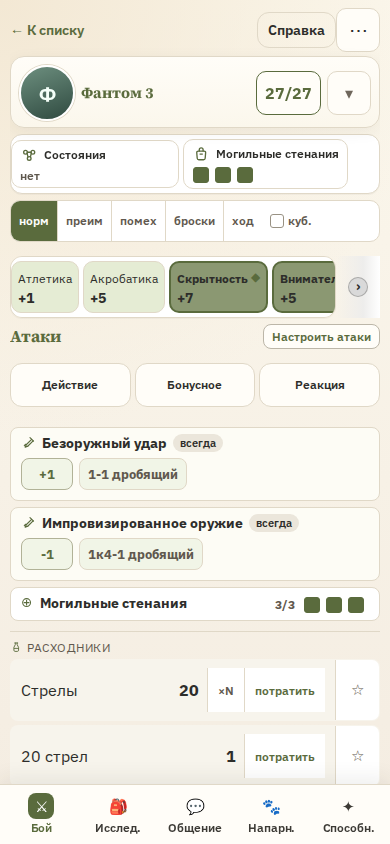 ← К списку
Справка
...
Ф
Фантом 3
27/27
▼
Состояния
нет
Могильные стенания
норм преим помех броски ход куб.
Атлетика
+1
Акробатика
+5
Скрытность
+7
Внимател
+5
›
Атаки
Настроить атаки
Действие
Бонусное
Реакция
Безоружный удар всегда
+1 1-1 дробящий
Импровизированное оружие всегда
-1 1к4-1 дробящий
Могильные стенания 3/3
РАСХОДНИКИ
Стрелы 20 ×N потратить ☆
20 стрел 1 потратить ☆
Бой Исслед. Общение Напарн. Способн.